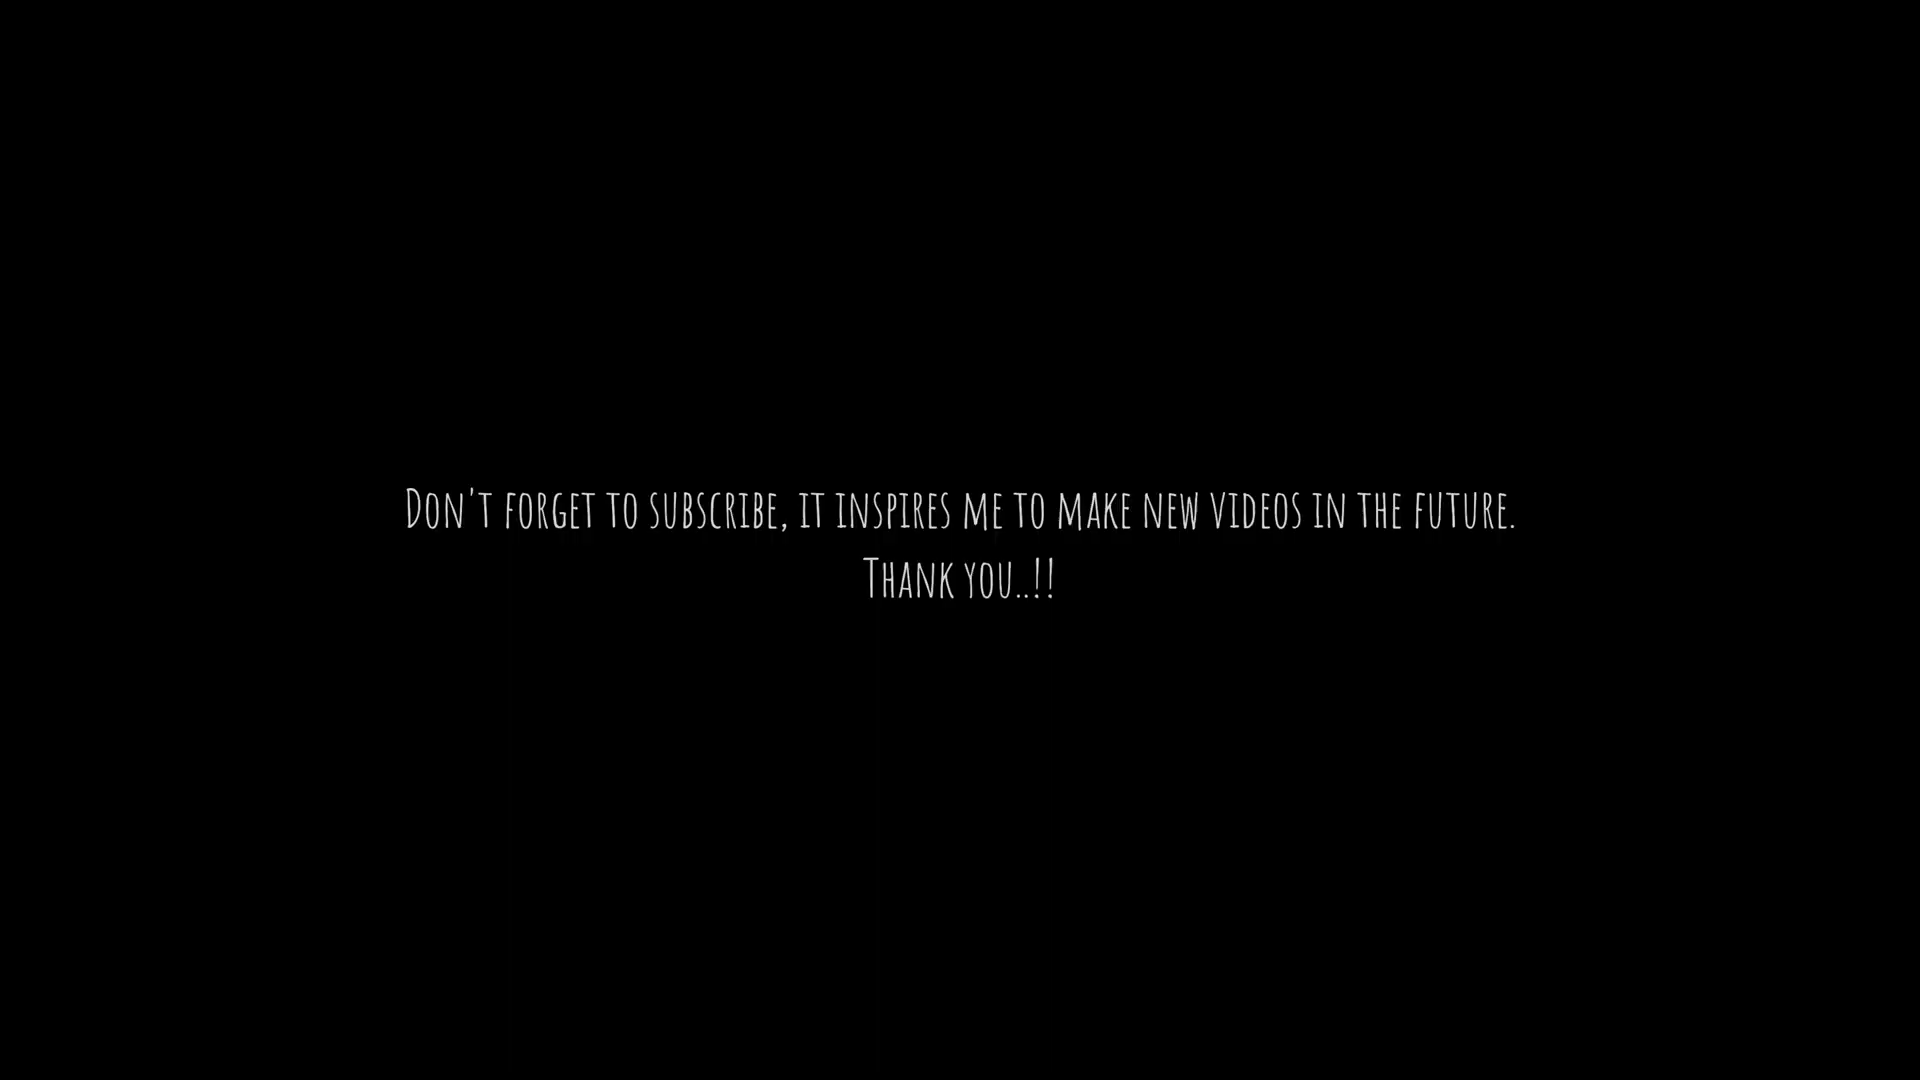 Don't forget to subscribe, it inspires me to make new videos in the future.
Thank you..!!